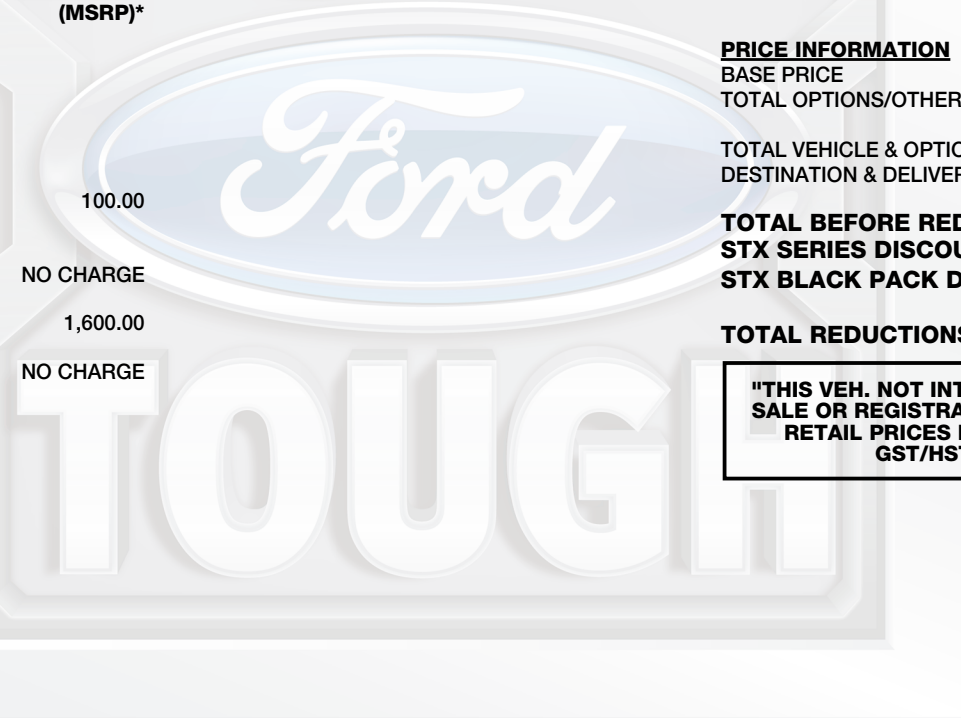 (MSRP)*
100.00
NO CHARGE
1,600.00
NO CHARGE
Ford
TOUGH
PRICE INFORMATION
BASE PRICE
TOTAL OPTIONS/OTHER
TOTAL VEHICLE & OPTIO
DESTINATION & DELIVER
TOTAL BEFORE RED
STX SERIES DISCOU
STX BLACK PACK D
TOTAL REDUCTIONS
"THIS VEH. NOT INT
SALE OR REGISTRA
RETAIL PRICES
GST/HST